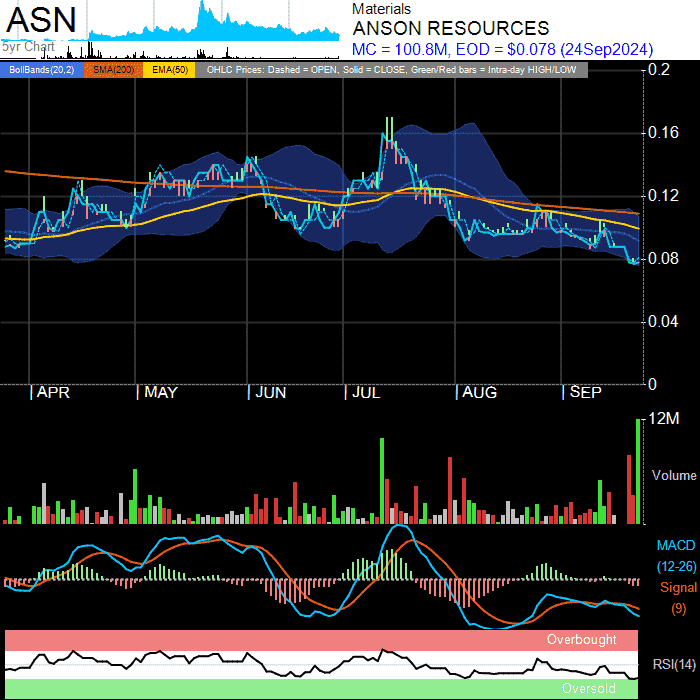 ASN
5yr Chart
Materials
ANSON RESOURCES
MC = 100.8M, EOD = $0.078 (24Sep2024)
BollBands(20,2) SMA(200) EMA(50) OHLC Prices: Dashed = OPEN, Solid = CLOSE, Green/Red bars = Intra-day HIGH/LOW
0.2
0.16
0.12
0.08
0.04
0
APR MAY JUN JUL AUG SEP
12M
Volume
MACD
(12-26)
Signal
(9)
Overbought
RSI(14)
Oversold